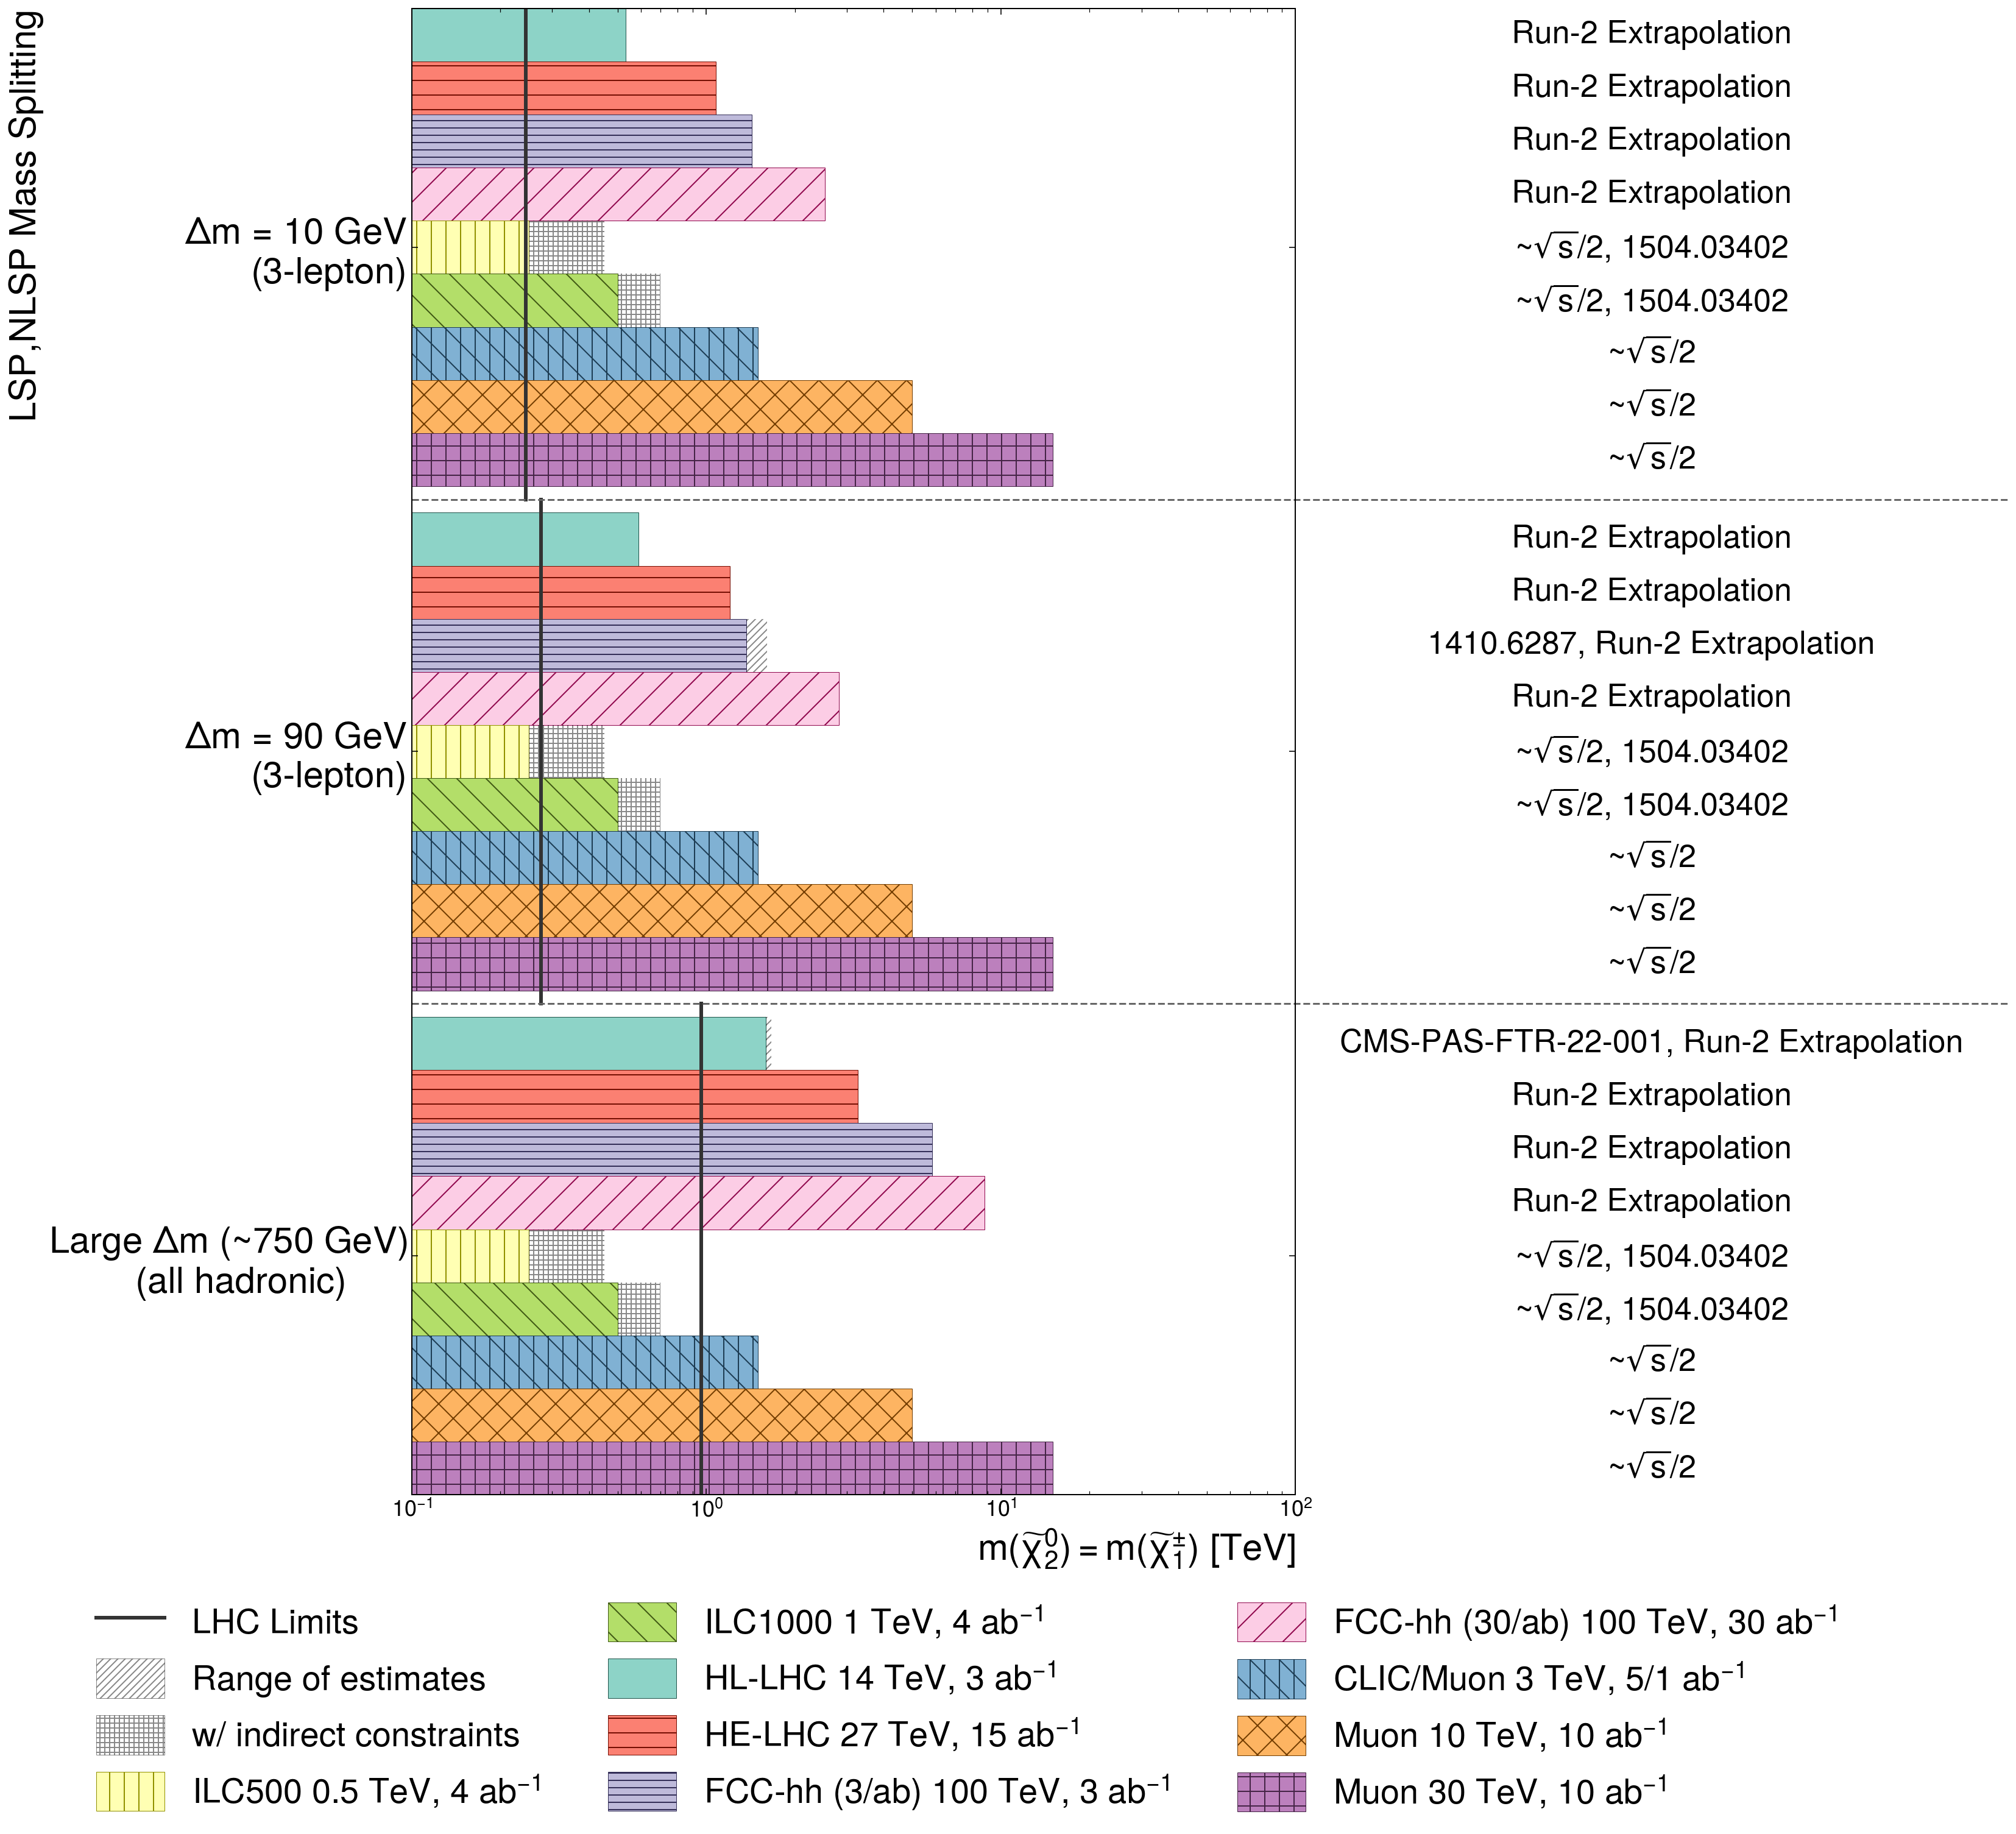 LSP,NLSP Mass Splitting
Δm = 10 GeV
(3-lepton)
Run-2 Extrapolation
Run-2 Extrapolation
Run-2 Extrapolation
Run-2 Extrapolation
~√s/2, 1504.03402
~√s/2, 1504.03402
~√s/2
~√s/2
~√s/2
Δm = 90 GeV
(3-lepton)
Run-2 Extrapolation
Run-2 Extrapolation
1410.6287, Run-2 Extrapolation
Run-2 Extrapolation
~√s/2, 1504.03402
~√s/2, 1504.03402
~√s/2
~√s/2
~√s/2
Large Δm (~750 GeV)
(all hadronic)
CMS-PAS-FTR-22-001, Run-2 Extrapolation
Run-2 Extrapolation
Run-2 Extrapolation
Run-2 Extrapolation
~√s/2, 1504.03402
~√s/2, 1504.03402
~√s/2
~√s/2
~√s/2
10⁻¹ 10⁰ 10¹ 10²
m(χ̃₂⁰) = m(χ̃₁±) [TeV]
LHC Limits
Range of estimates
w/ indirect constraints
ILC500 0.5 TeV, 4 ab⁻¹
ILC1000 1 TeV, 4 ab⁻¹
HL-LHC 14 TeV, 3 ab⁻¹
HE-LHC 27 TeV, 15 ab⁻¹
FCC-hh (3/ab) 100 TeV, 3 ab⁻¹
FCC-hh (30/ab) 100 TeV, 30 ab⁻¹
CLIC/Muon 3 TeV, 5/1 ab⁻¹
Muon 10 TeV, 10 ab⁻¹
Muon 30 TeV, 10 ab⁻¹